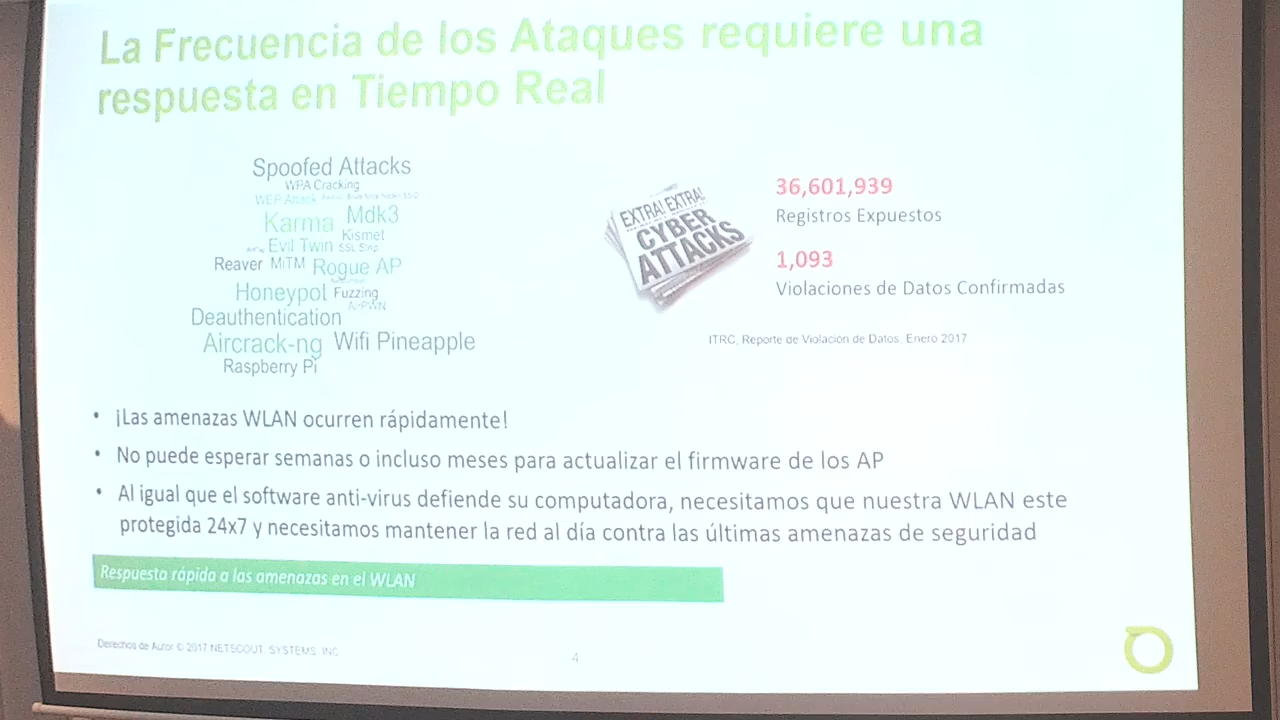 La Frecuencia de los Ataques requiere una
respuesta en Tiempo Real
Spoofed Attacks
WPA Cracking
WEP Attack
Karma Mdk3
Kismet
Evil Twin SSL Strip
Reaver MiTM Rogue AP
Honeypot Fuzzing
Deauthentication
Aircrack-ng Wifi Pineapple
Raspberry Pi
EXTRA! EXTRA!
CYBER
ATTACKS
36,601,939
Registros Expuestos
1,093
Violaciones de Datos Confirmadas
ITRC, Reporte de Violación de Datos, Enero 2017
• ¡Las amenazas WLAN ocurren rápidamente!
• No puede esperar semanas o incluso meses para actualizar el firmware de los AP
• Al igual que el software anti-virus defiende su computadora, necesitamos que nuestra WLAN este
protegida 24x7 y necesitamos mantener la red al día contra las últimas amenazas de seguridad
Respuesta rápida a las amenazas en el WLAN
Derechos de Autor © 2017 NETSCOUT SYSTEMS, INC
4